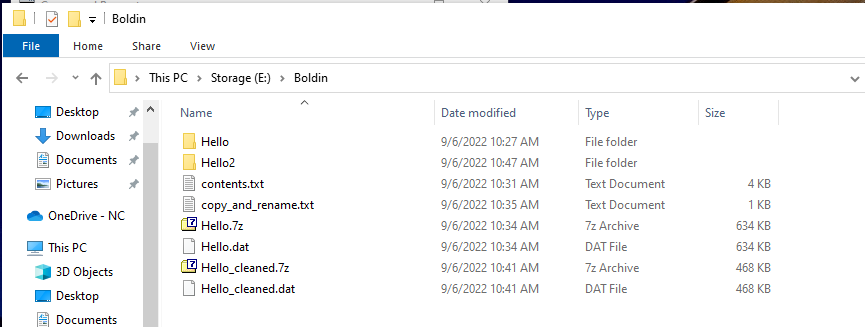 Boldin
File Home Share View
This PC Storage (E:) Boldin
Name Date modified Type Size
Desktop
Downloads
Documents
Pictures
OneDrive - NC
This PC
3D Objects
Desktop
Documents
Hello 9/6/2022 10:27 AM File folder
Hello2 9/6/2022 10:47 AM File folder
contents.txt 9/6/2022 10:31 AM Text Document 4 KB
copy_and_rename.txt 9/6/2022 10:35 AM Text Document 1 KB
Hello.7z 9/6/2022 10:34 AM 7z Archive 634 KB
Hello.dat 9/6/2022 10:34 AM DAT File 634 KB
Hello_cleaned.7z 9/6/2022 10:41 AM 7z Archive 468 KB
Hello_cleaned.dat 9/6/2022 10:41 AM DAT File 468 KB